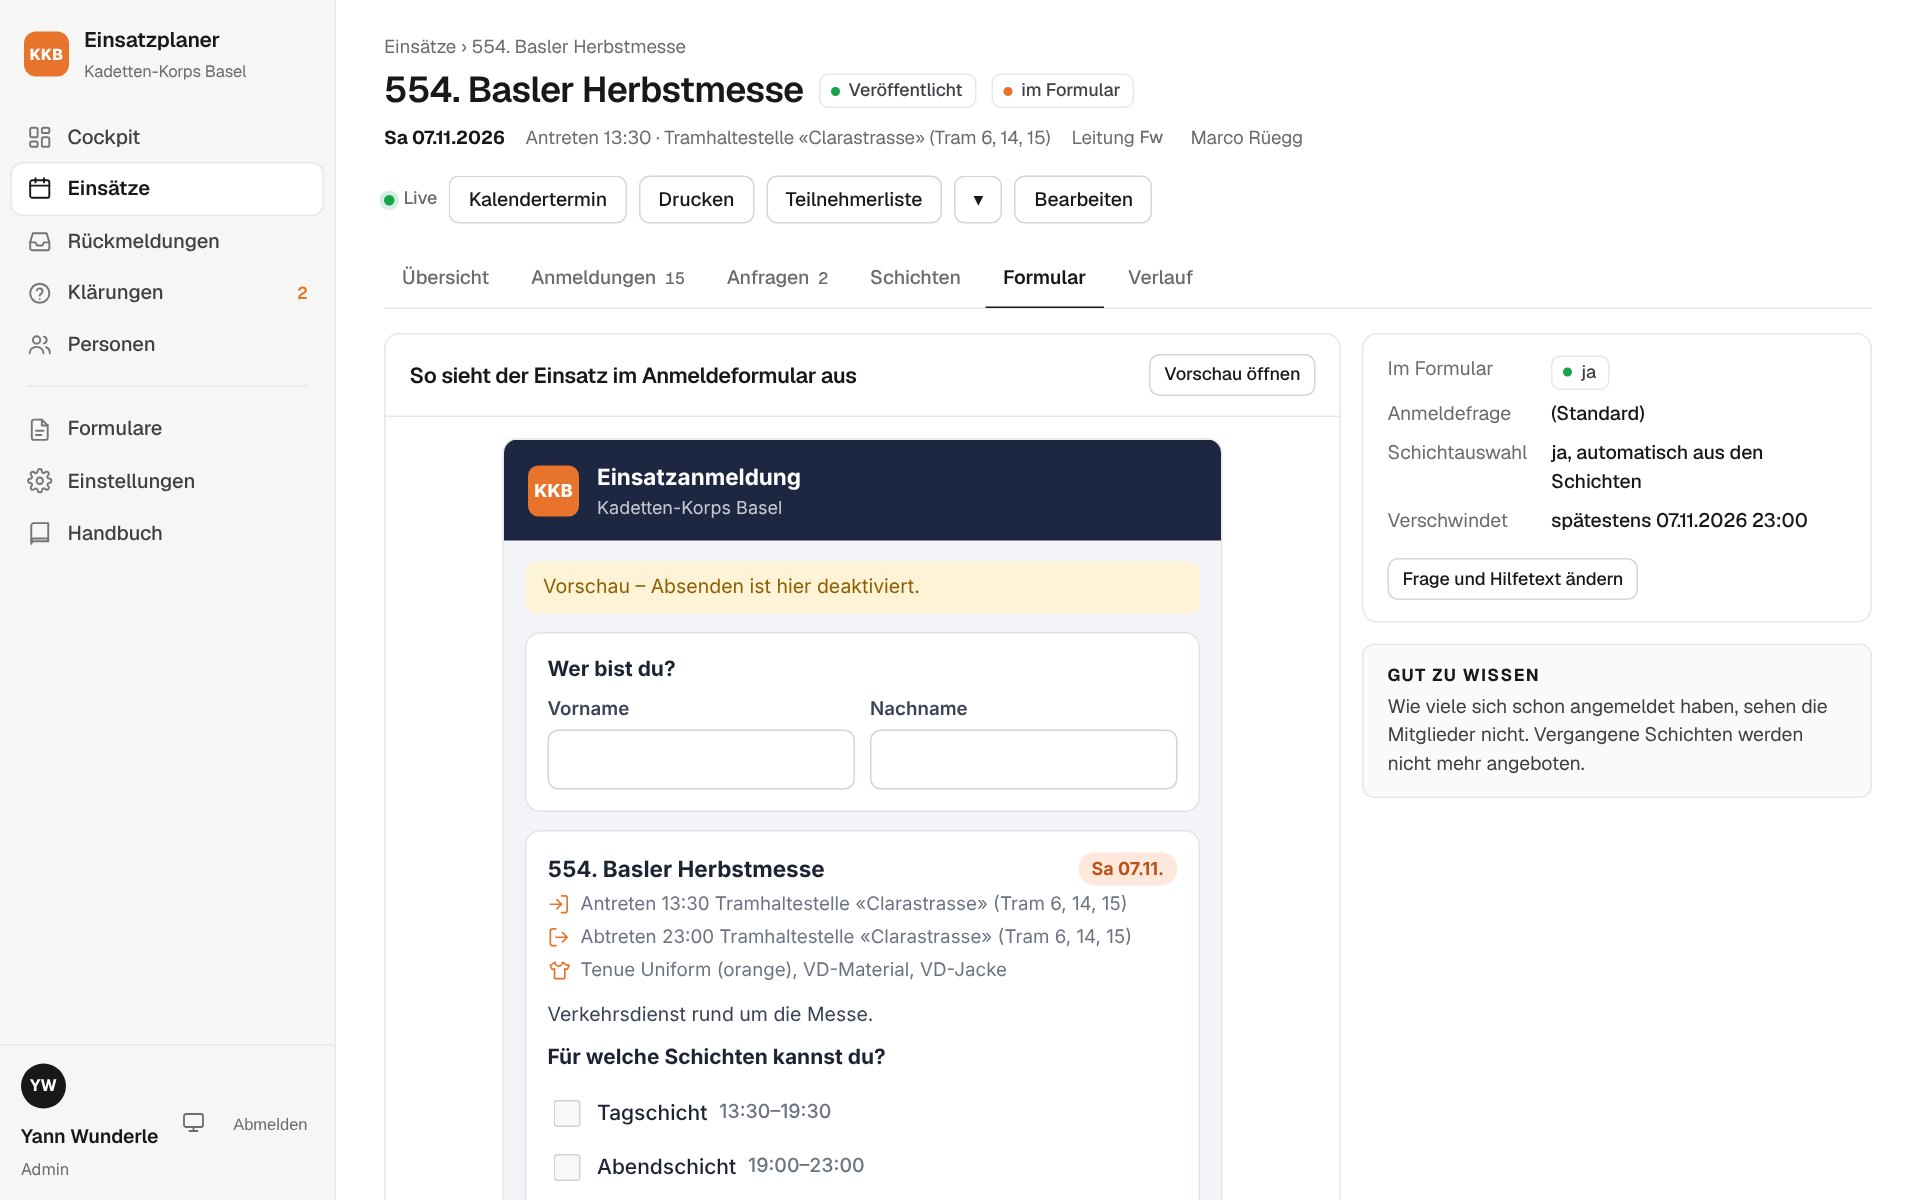 KKB
Einsatzplaner
Kadetten-Korps Basel
Cockpit
Einsätze
Rückmeldungen
Klärungen 2
Personen
Formulare
Einstellungen
Handbuch
YW
Yann Wunderle
Admin
Abmelden
Einsätze › 554. Basler Herbstmesse
554. Basler Herbstmesse
Veröffentlicht
im Formular
Sa 07.11.2026 Antreten 13:30 · Tramhaltestelle «Clarastrasse» (Tram 6, 14, 15) Leitung Fw Marco Rüegg
Live
Kalendertermin
Drucken
Teilnehmerliste
▼
Bearbeiten
Übersicht
Anmeldungen 15
Anfragen 2
Schichten
Formular
Verlauf
So sieht der Einsatz im Anmeldeformular aus
Vorschau öffnen
KKB
Einsatzanmeldung
Kadetten-Korps Basel
Vorschau – Absenden ist hier deaktiviert.
Wer bist du?
Vorname
Nachname
554. Basler Herbstmesse
Sa 07.11.
Antreten 13:30 Tramhaltestelle «Clarastrasse» (Tram 6, 14, 15)
Abtreten 23:00 Tramhaltestelle «Clarastrasse» (Tram 6, 14, 15)
Tenue Uniform (orange), VD-Material, VD-Jacke
Verkehrsdienst rund um die Messe.
Für welche Schichten kannst du?
Tagschicht 13:30–19:30
Abendschicht 19:00–23:00
Im Formular ja
Anmeldefrage (Standard)
Schichtauswahl ja, automatisch aus den
Schichten
Verschwindet spätestens 07.11.2026 23:00
Frage und Hilfetext ändern
GUT ZU WISSEN
Wie viele sich schon angemeldet haben, sehen die
Mitglieder nicht. Vergangene Schichten werden
nicht mehr angeboten.